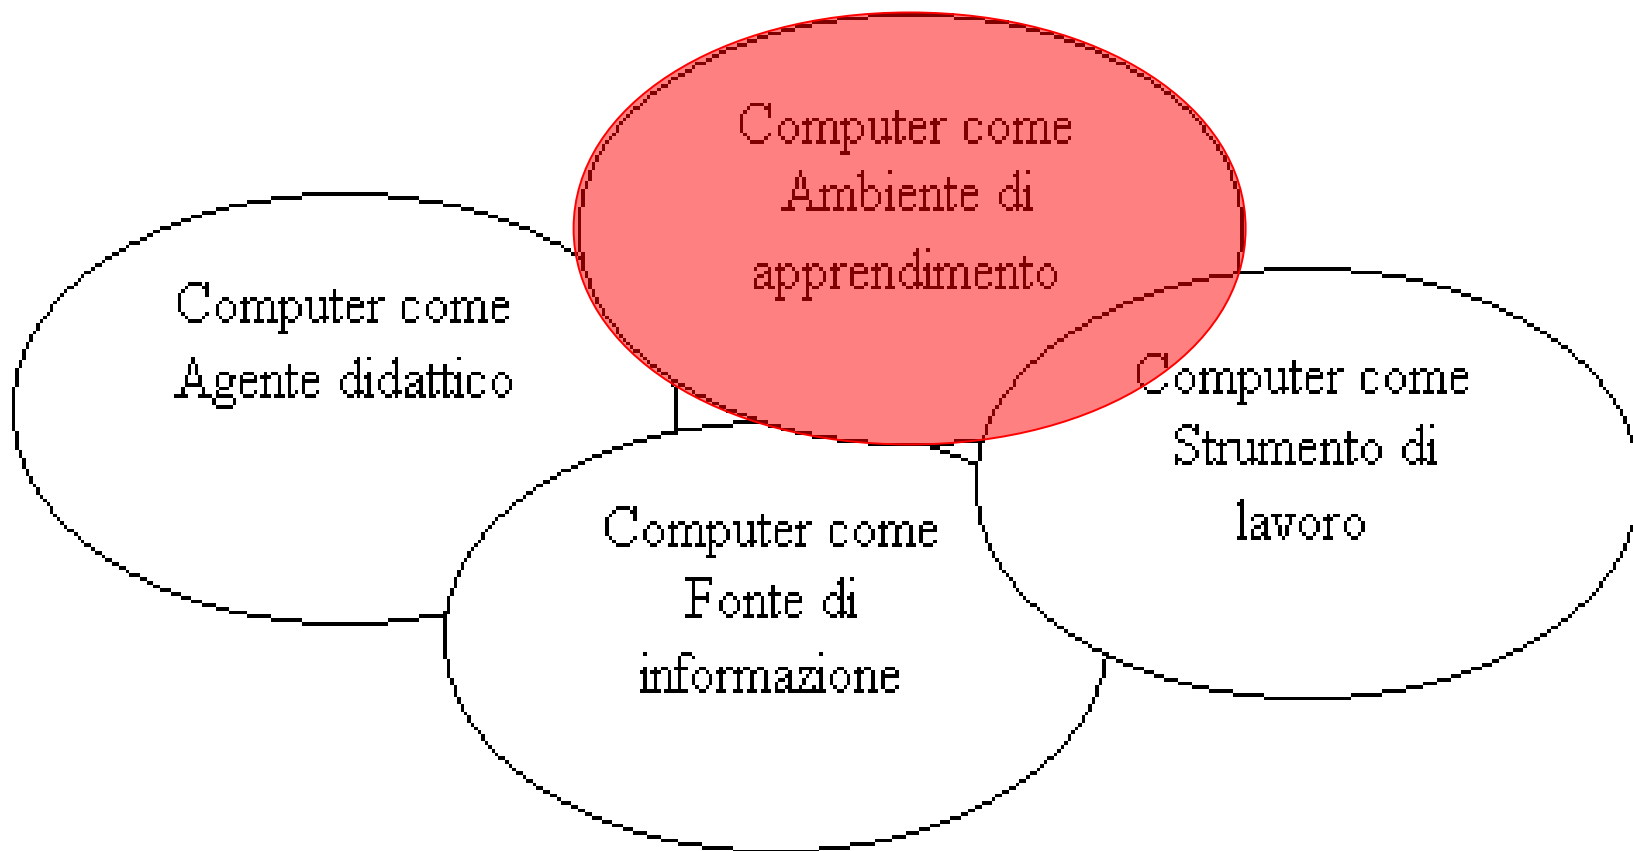 Computer come
Ambiente di
apprendimento
Computer come
Agente didattico
Computer come
Strumento di
lavoro
Computer come
Fonte di
informazione